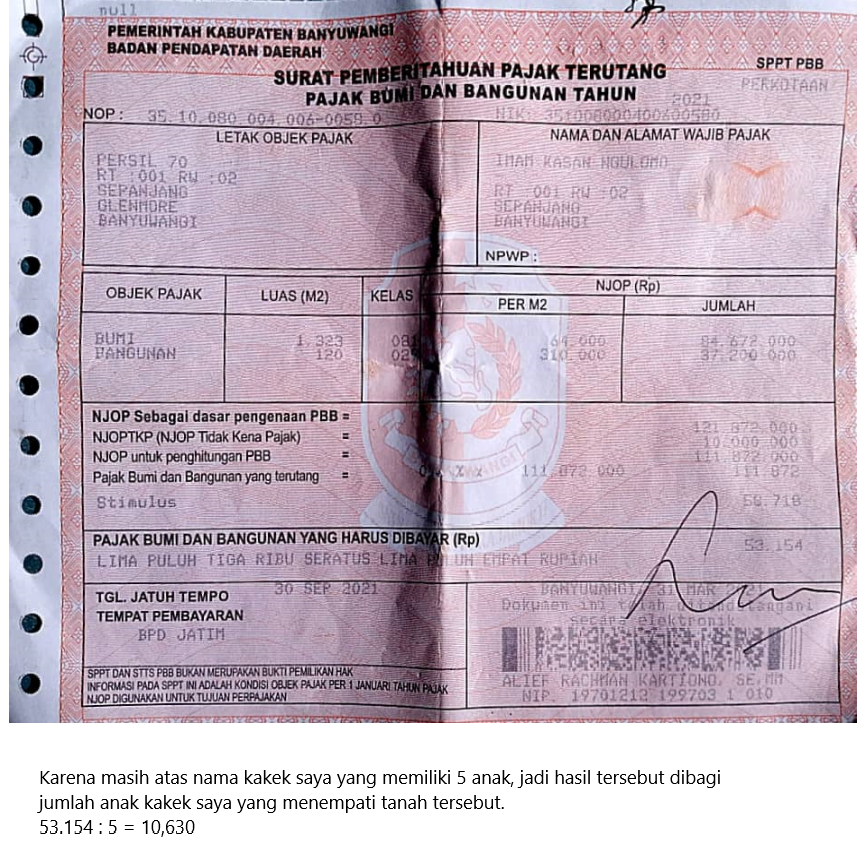 null
PEMERINTAH KABUPATEN BANYUWANGI
BADAN PENDAPATAN DAERAH
SPPT PBB
SURAT PEMBERITAHUAN PAJAK TERUTANG
PAJAK BUMI DAN BANGUNAN TAHUN 2021
PERKOTAAN
NOP : 35.10.080.004.006-0058.0
NIK: 351008000400600580
LETAK OBJEK PAJAK
NAMA DAN ALAMAT WAJIB PAJAK
PERSIL 70
RT :001 RW :02
SEPANJANG
GLENMORE
BANYUWANGI
IMAM KASAN NGULOMO
RT :001 RW :02
SEPANJANG
BANYUWANGI
NPWP :
OBJEK PAJAK
LUAS (M2)
KELAS
NJOP (Rp)
PER M2
JUMLAH
BUMI 1.323 64.000 84.672.000
BANGUNAN 120 310.000 37.200.000
NJOP Sebagai dasar pengenaan PBB = 121.872.000
NJOPTKP (NJOP Tidak Kena Pajak) = 10.000.000
NJOP untuk penghitungan PBB = 111.872.000
Pajak Bumi dan Bangunan yang terutang = X 111.872.000 111.872
Stimulus 58.718
PAJAK BUMI DAN BANGUNAN YANG HARUS DIBAYAR (Rp) 53.154
LIMA PULUH TIGA RIBU SERATUS LIMA PULUH EMPAT RUPIAH
TGL. JATUH TEMPO 30 SEP 2021
TEMPAT PEMBAYARAN
BPD JATIM
BANYUWANGI, 31 MAR 2021
Dokumen ini telah ditandatangani
secara elektronik
ALIEF RACHMAN KARTIONO, SE,MM
NIP. 19701212 199703 1 010
SPPT DAN STTS PBB BUKAN MERUPAKAN BUKTI PEMILIKAN HAK
INFORMASI PADA SPPT INI ADALAH KONDISI OBJEK PAJAK PER 1 JANUARI TAHUN PAJAK
NJOP DIGUNAKAN UNTUK TUJUAN PERPAJAKAN
Karena masih atas nama kakek saya yang memiliki 5 anak, jadi hasil tersebut dibagi
jumlah anak kakek saya yang menempati tanah tersebut.
53.154 : 5 = 10,630